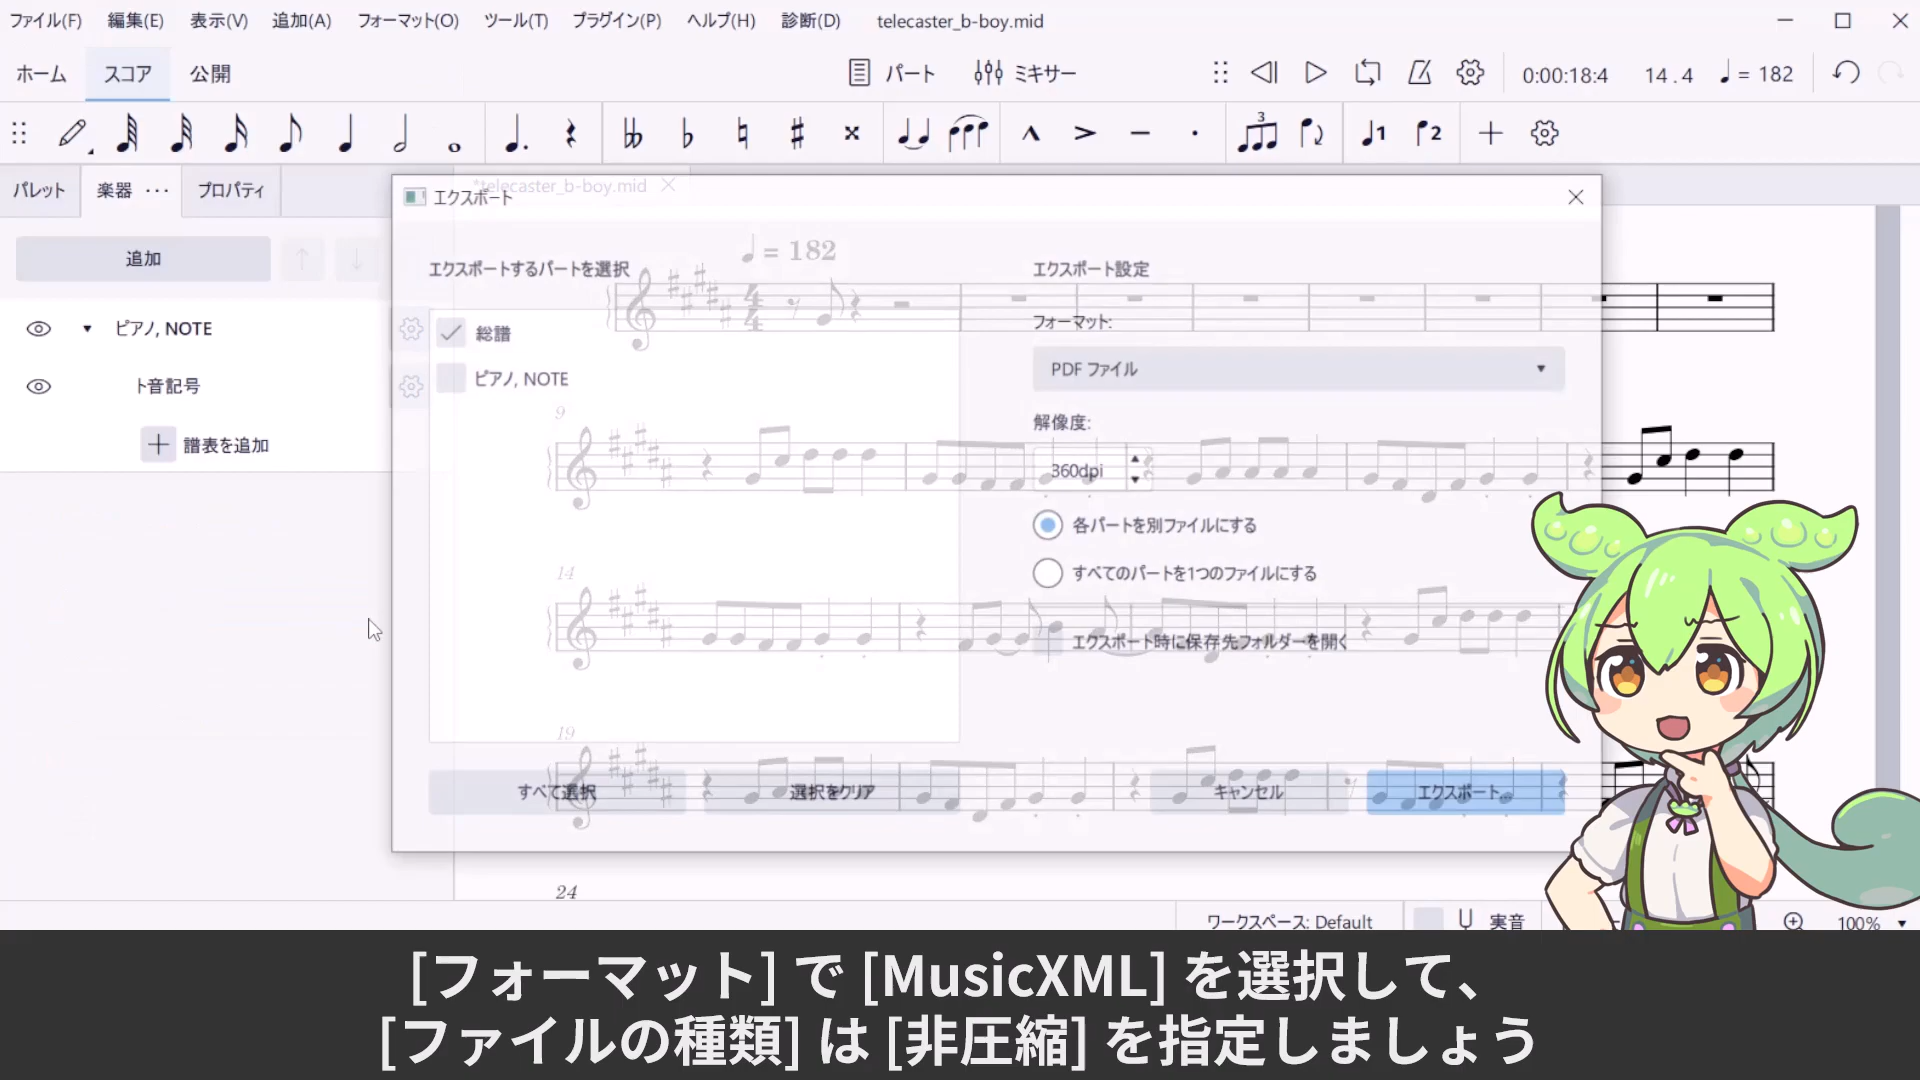 ファイル(F) 編集(E) 表示(V) 追加(A) フォーマット(O) ツール(T) プラグイン(P) ヘルプ(H) 診断(D) telecaster_b-boy.mid
ホーム スコア 公開 パート ミキサー 0:00:18:4 14 . 4 = 182
3 1 2
パレット 楽器 ··· プロパティ *telecaster_b-boy.mid
エクスポート
追加
= 182
エクスポートするパートを選択 エクスポート設定
ピアノ, NOTE 総譜 フォーマット:
ト音記号 ピアノ, NOTE PDF ファイル
9
解像度:
譜表を追加 360dpi
各パートを別ファイルにする
14
すべてのパートを1つのファイルにする
エクスポート時に保存先フォルダーを開く
19
すべて選択 選択をクリア キャンセル エクスポート...
24
ワークスペース: Default 実音 100%
[フォーマット] で [MusicXML] を選択して、
[ファイルの種類] は [非圧縮] を指定しましょう